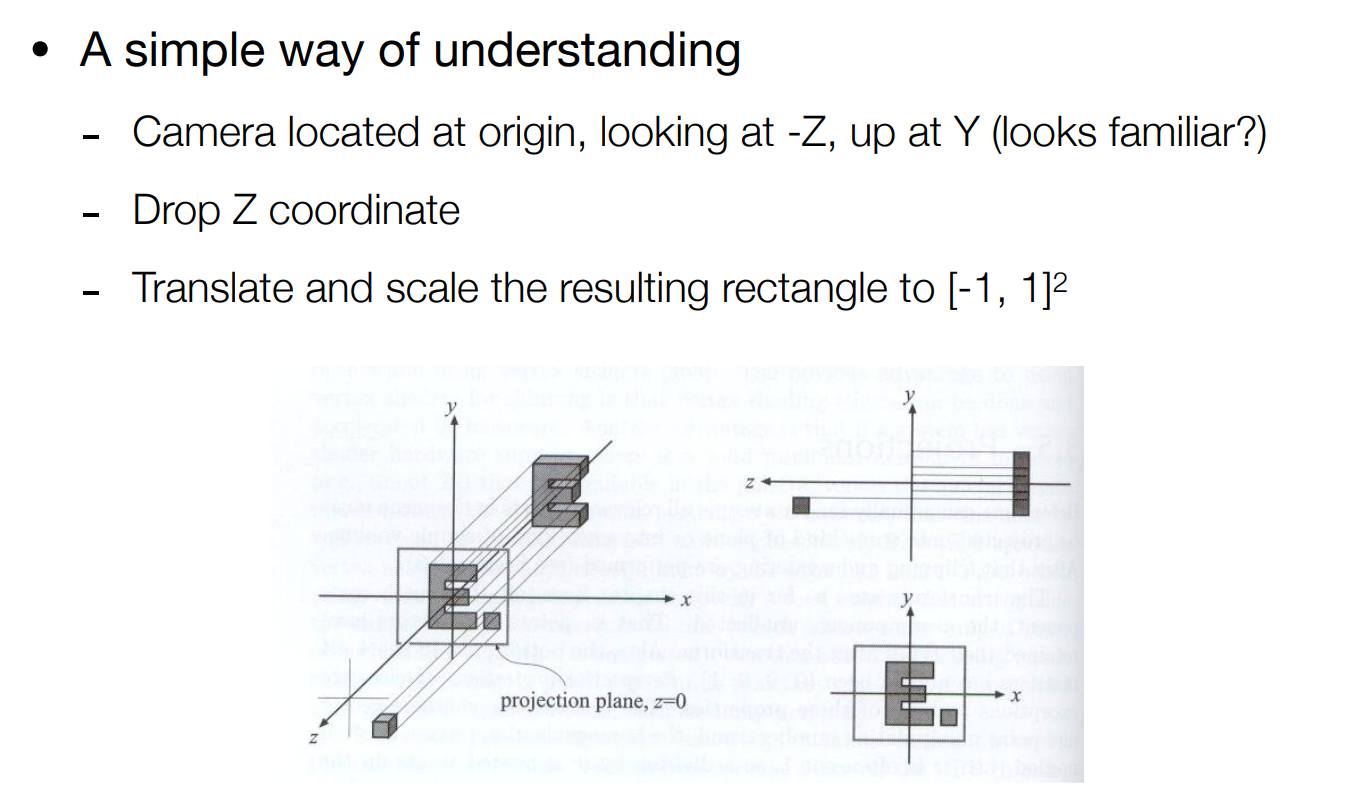 • A simple way of understanding
- Camera located at origin, looking at -Z, up at Y (looks familiar?)
- Drop Z coordinate
- Translate and scale the resulting rectangle to [-1, 1]²
y
y
z
x
y
projection plane, z=0
x
z